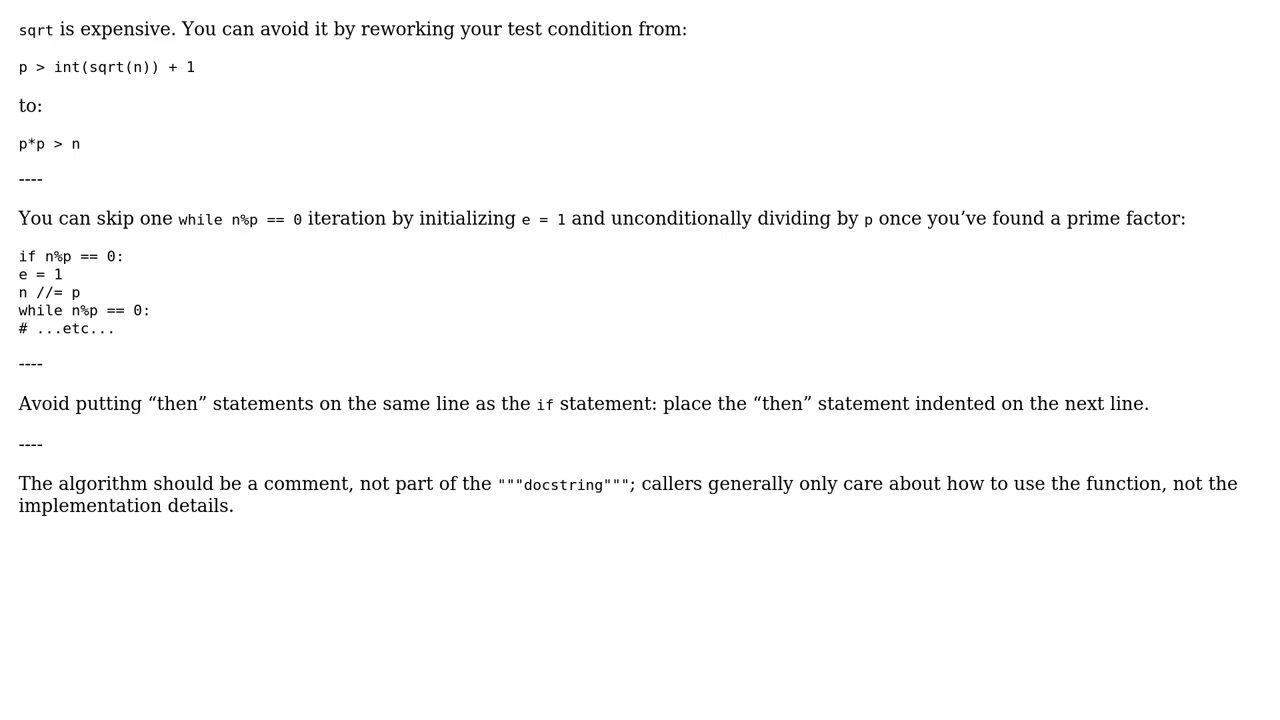 sqrt is expensive. You can avoid it by reworking your test condition from:
p > int(sqrt(n)) + 1
to:
p*p > n
----
You can skip one while n%p == 0 iteration by initializing e = 1 and unconditionally dividing by p once you’ve found a prime factor:
if n%p == 0:
e = 1
n //= p
while n%p == 0:
# ...etc...
----
Avoid putting “then” statements on the same line as the if statement: place the “then” statement indented on the next line.
----
The algorithm should be a comment, not part of the """docstring"""; callers generally only care about how to use the function, not the
implementation details.